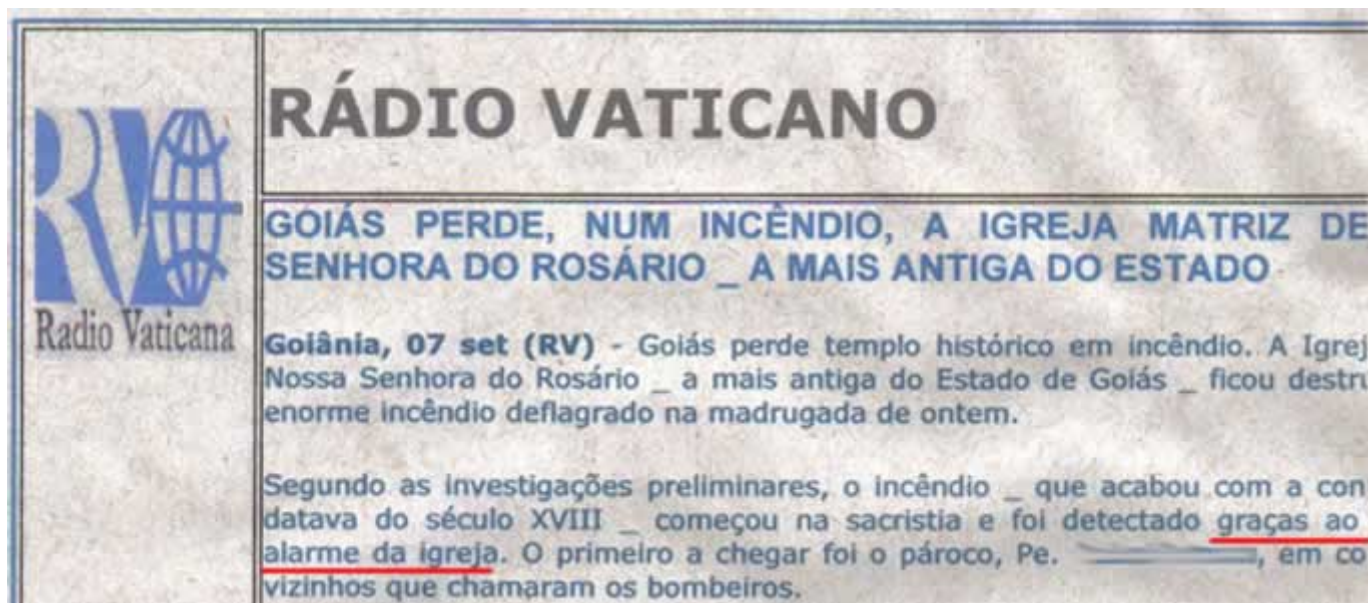 RV
Radio Vaticana
RÁDIO VATICANO
GOIÁS PERDE, NUM INCÊNDIO, A IGREJA MATRIZ DE
SENHORA DO ROSÁRIO _ A MAIS ANTIGA DO ESTADO
Goiânia, 07 set (RV) - Goiás perde templo histórico em incêndio. A Igrej
Nossa Senhora do Rosário _ a mais antiga do Estado de Goiás _ ficou destru
enorme incêndio deflagrado na madrugada de ontem.
Segundo as investigações preliminares, o incêndio _ que acabou com a con
datava do século XVIII _ começou na sacristia e foi detectado graças ao
alarme da igreja. O primeiro a chegar foi o pároco, Pe. , em co
vizinhos que chamaram os bombeiros.